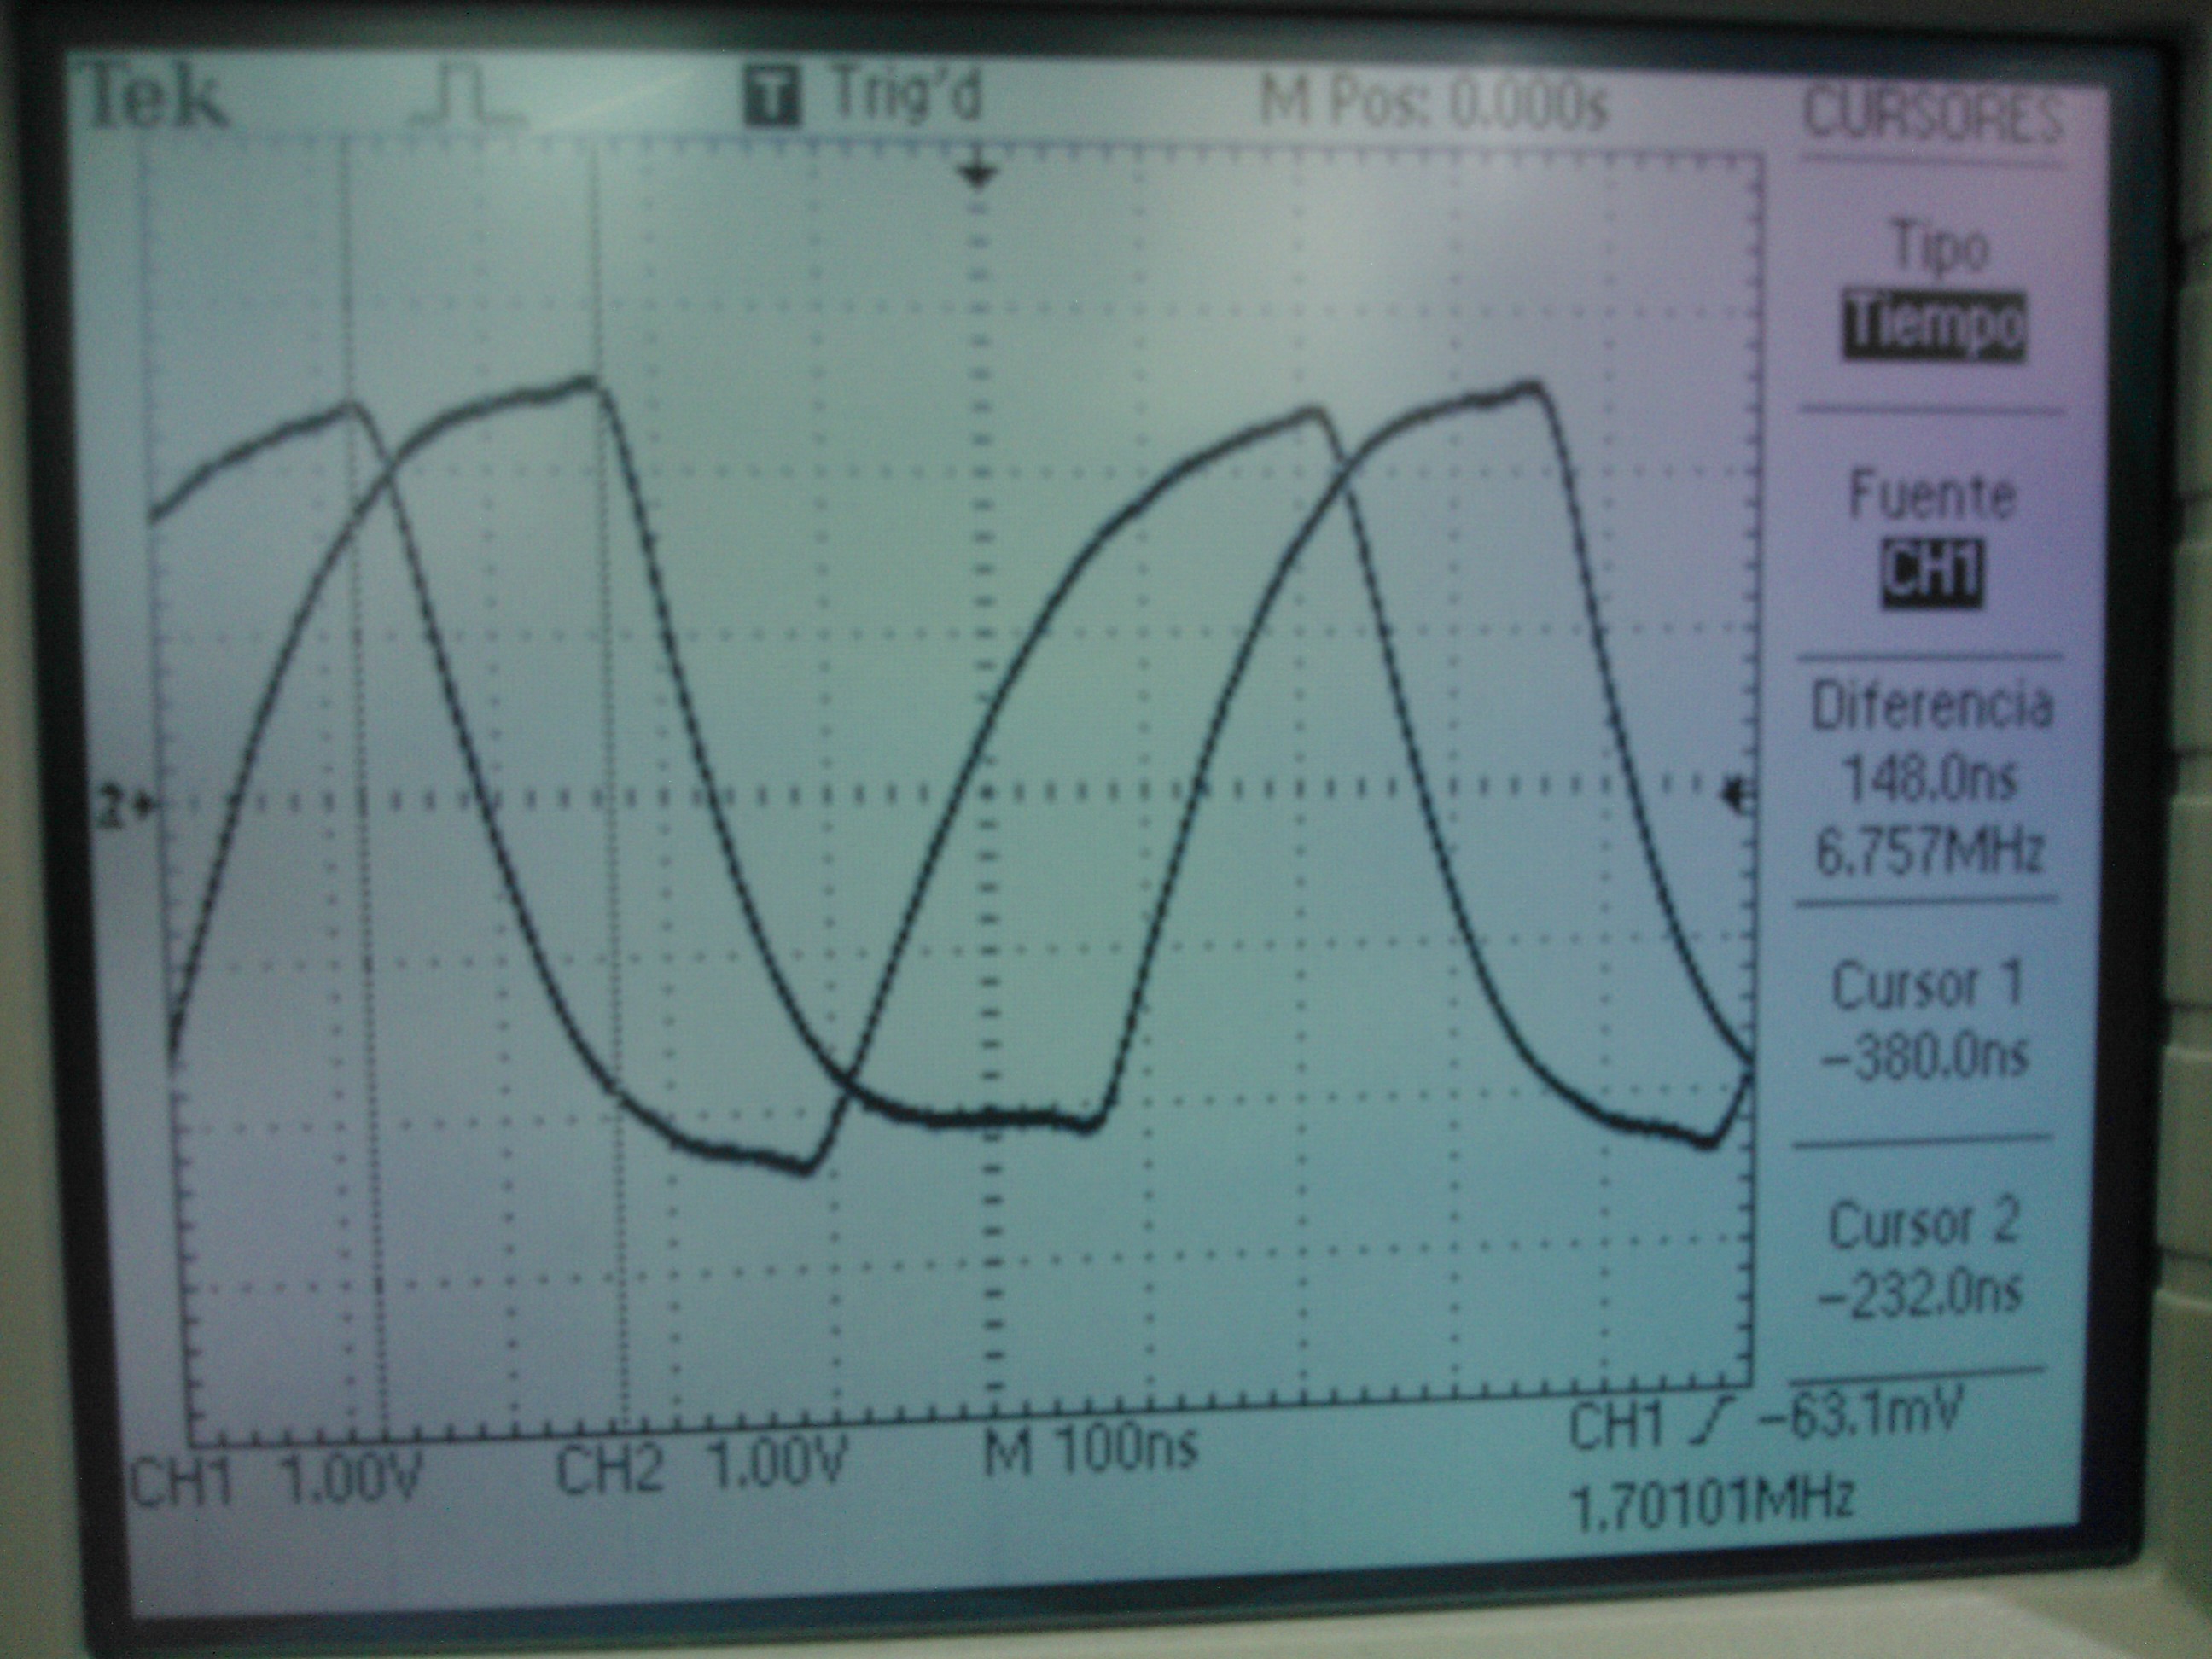 Tek T Trig'd M Pos: 0.000s CURSORES
Tipo
Tiempo
Fuente
CH1
Diferencia
148.0ns
6.757MHz
Cursor 1
-380.0ns
Cursor 2
-232.0ns
2
CH1 1.00V CH2 1.00V M 100ns CH1 -63.1mV
1.70101MHz